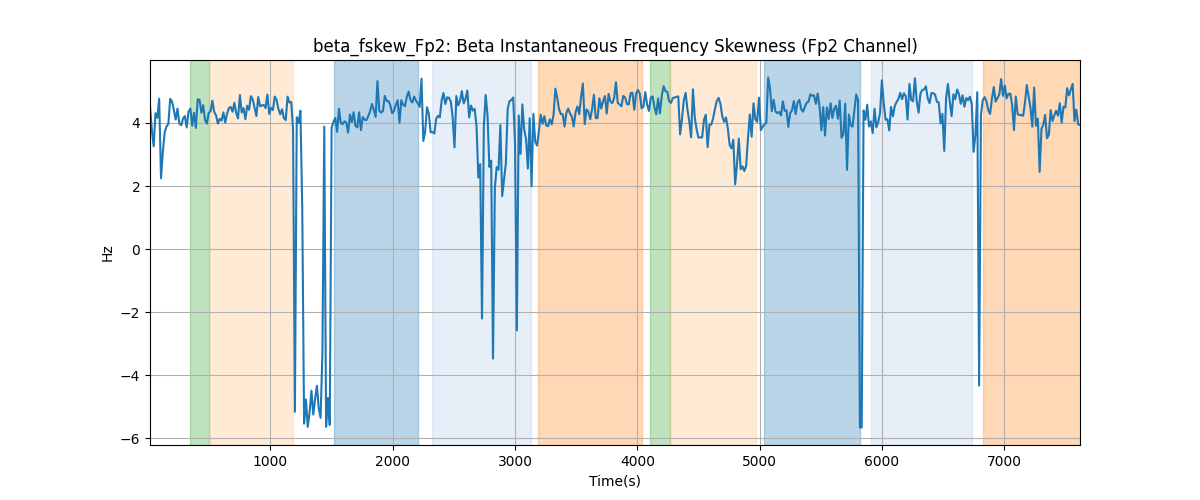 beta_fskew_Fp2: Beta Instantaneous Frequency Skewness (Fp2 Channel)
4
2
0
−2
−4
−6
Hz
1000 2000 3000 4000 5000 6000 7000
Time(s)